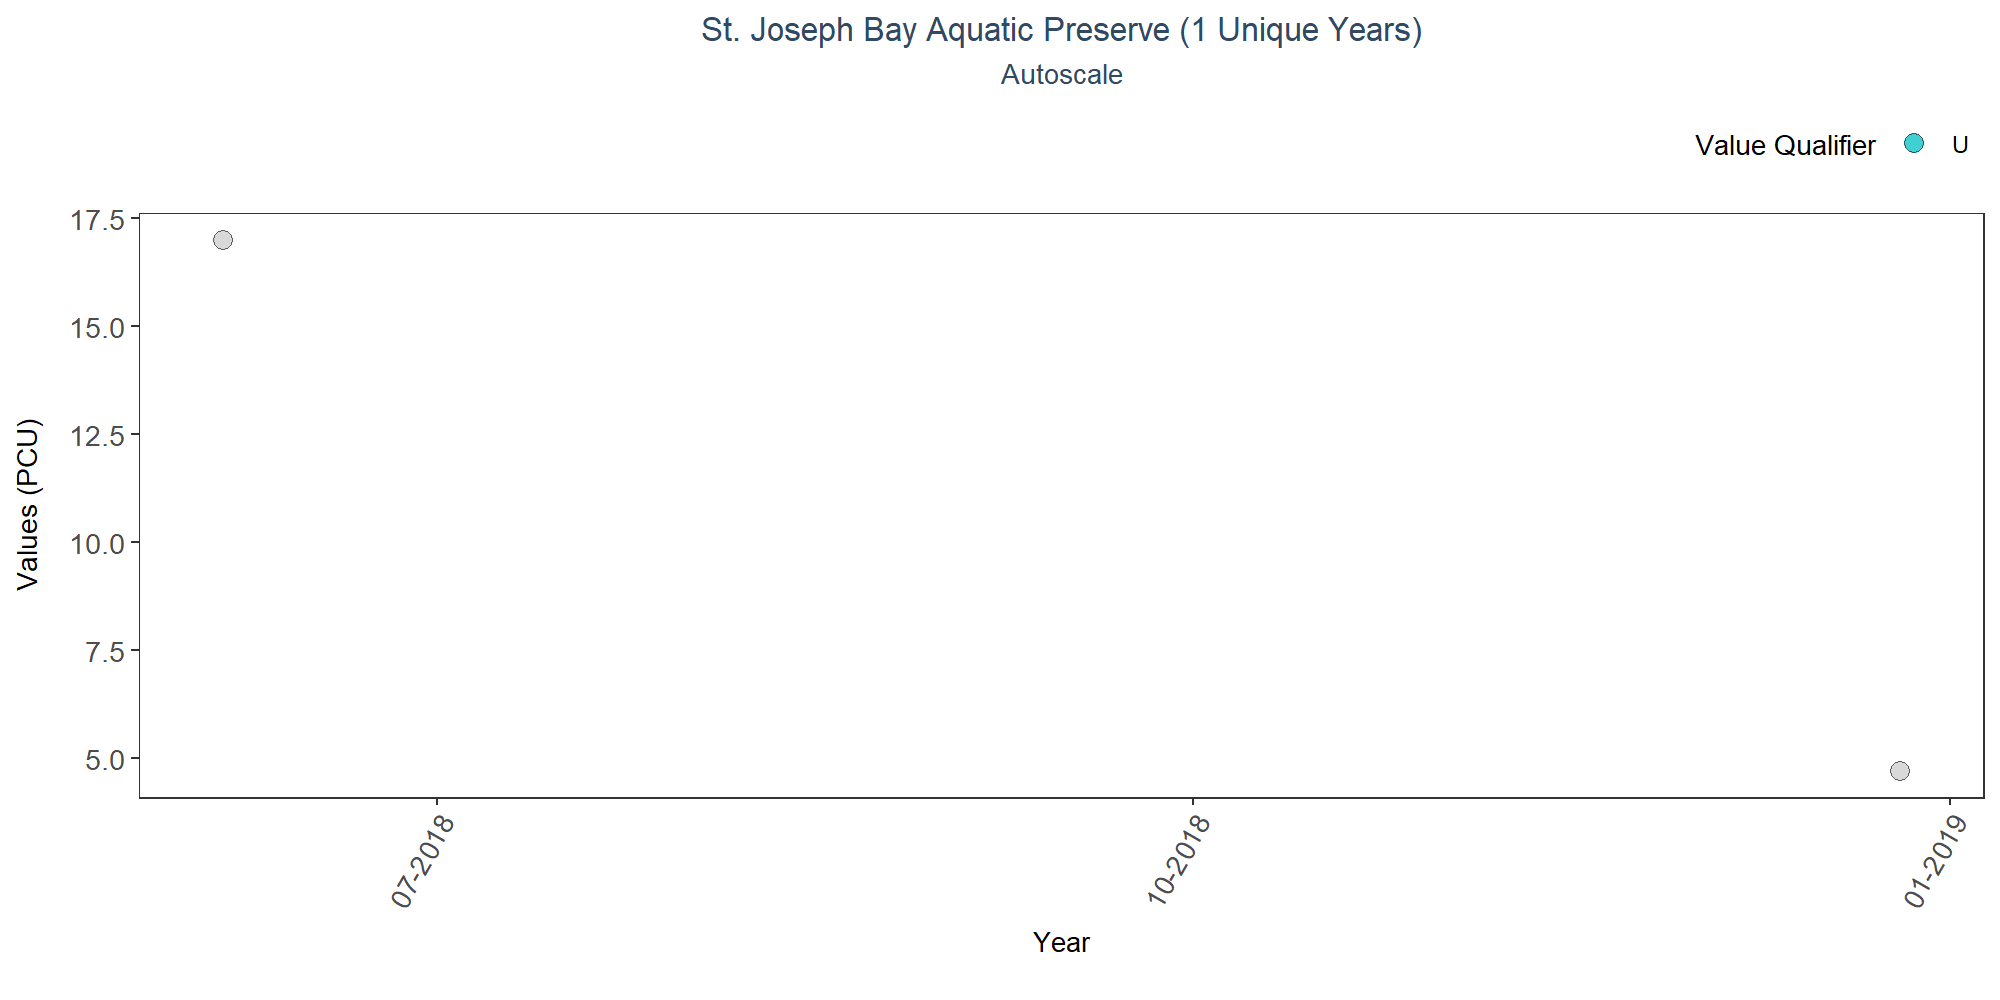 St. Joseph Bay Aquatic Preserve (1 Unique Years)
Autoscale
Value Qualifier U
17.5
15.0
12.5
10.0
7.5
5.0
Values (PCU)
07-2018
10-2018
01-2019
Year